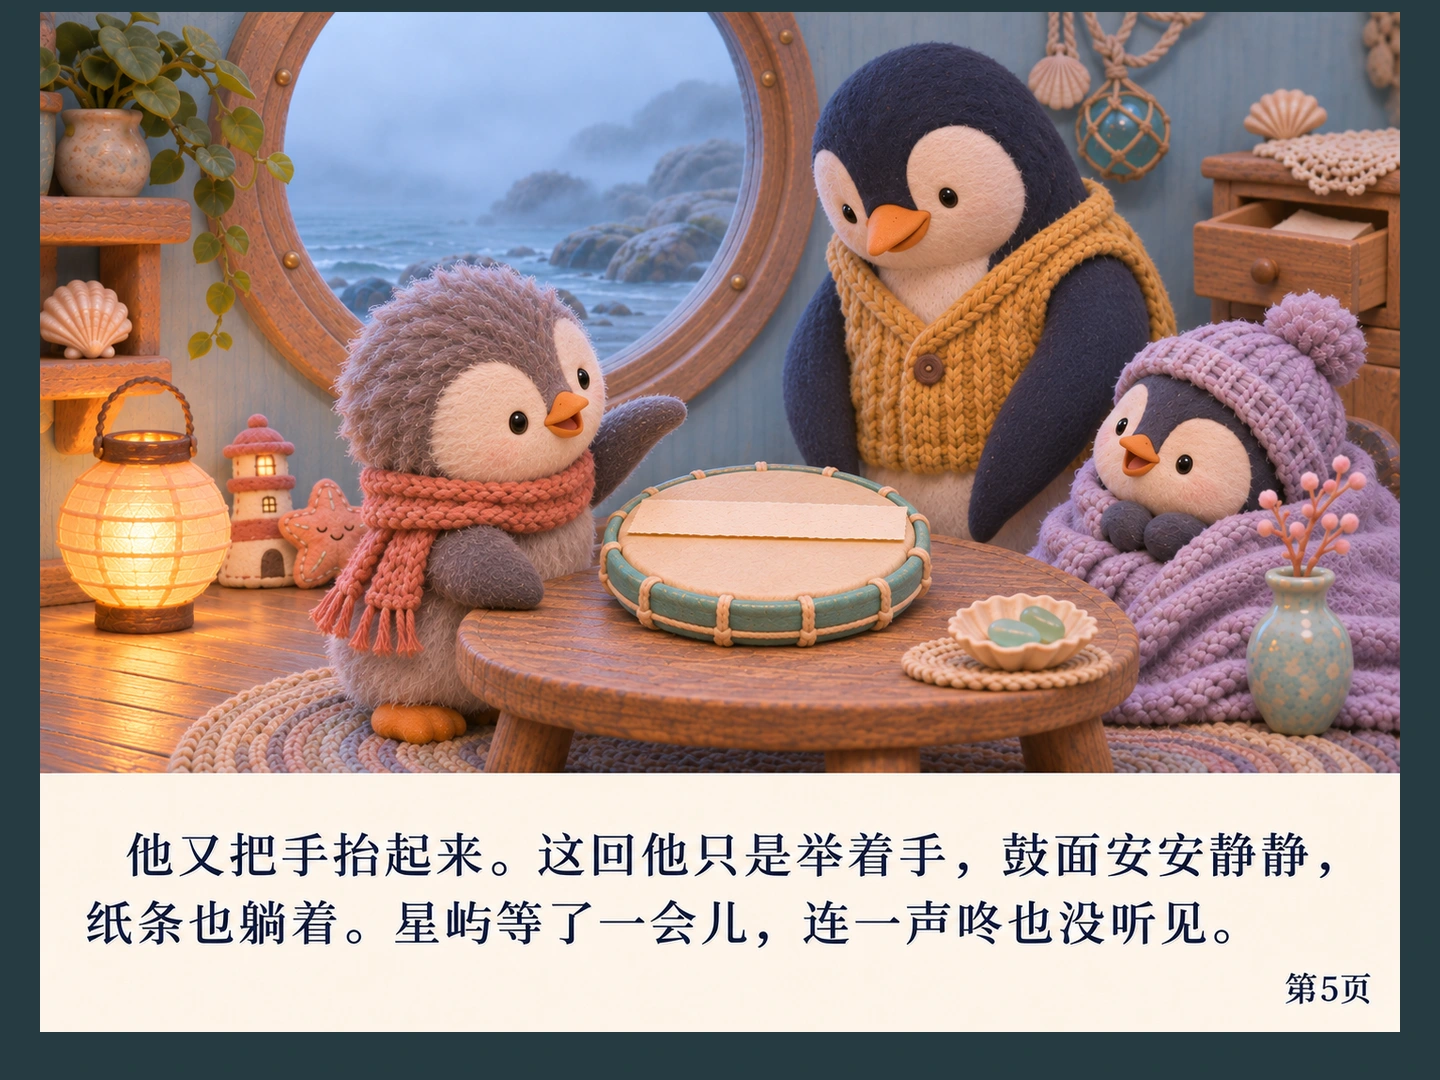 他又把手抬起来。这回他只是举着手，鼓面安安静静，
纸条也躺着。星屿等了一会儿，连一声咚也没听见。
第5页